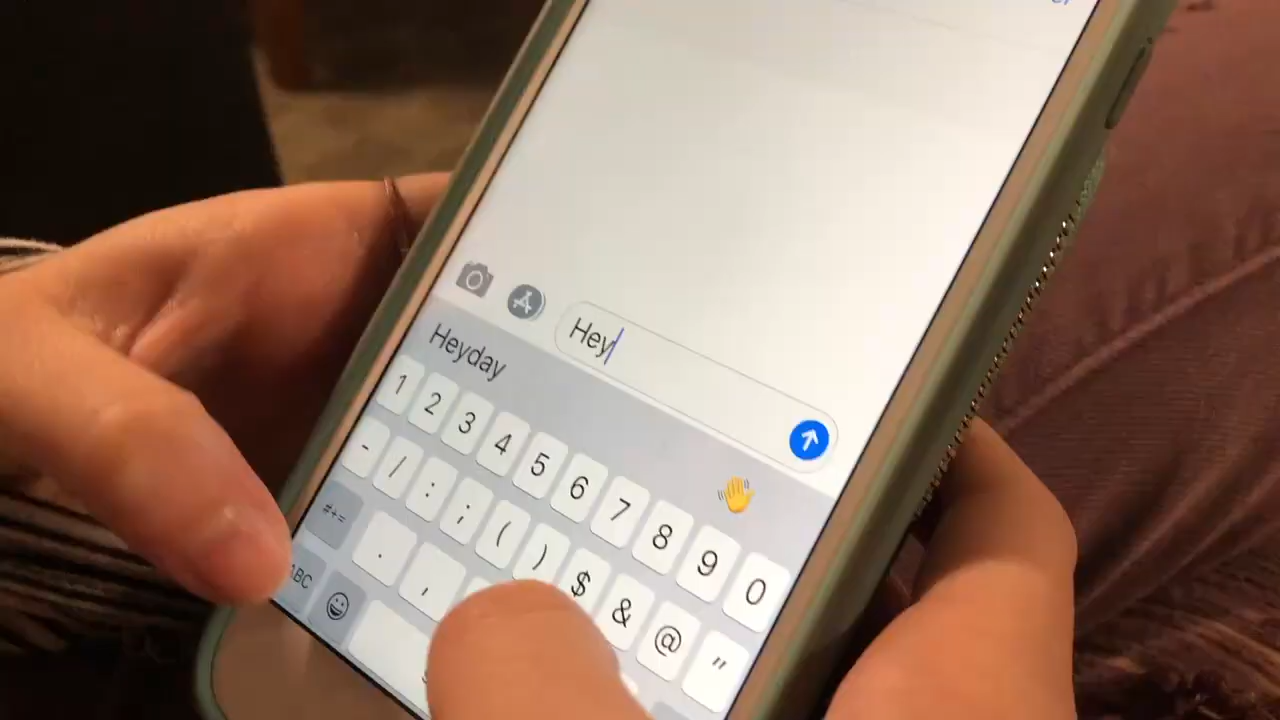 Hey
Heyday 👋
1 2 3 4 5 6 7 8 9 0
- / : ; ( ) $ & @ "
#+= . ,
ABC